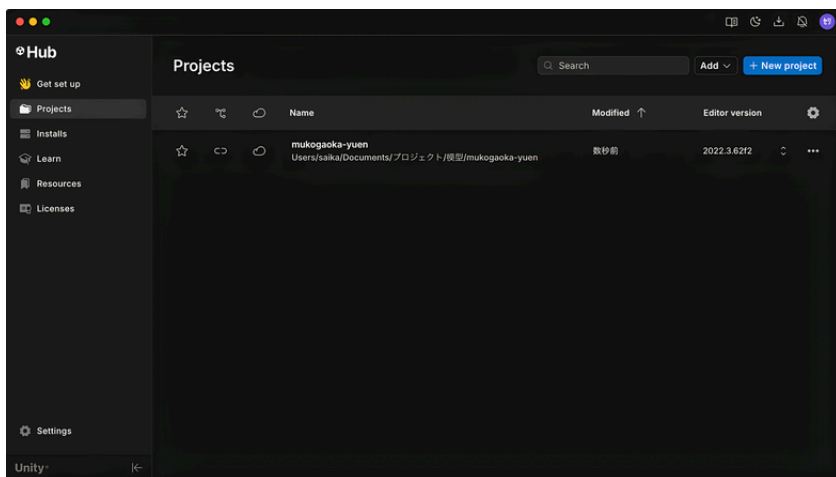 Hub
Get set up
Projects
Installs
Learn
Resources
Licenses
Settings
Unity
Projects
Search
Add
+ New project
Name
Modified ↑
Editor version
mukogaoka-yuen
Users/saika/Documents/プロジェクト/模型/mukogaoka-yuen
数秒前
2022.3.62f2